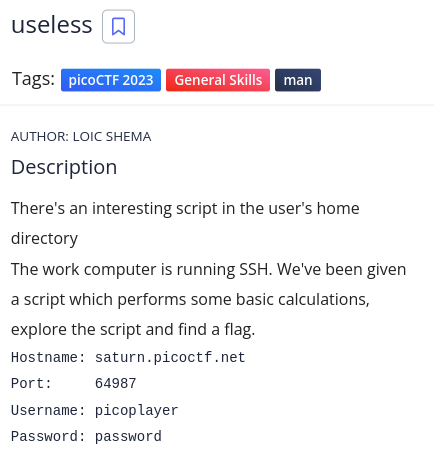 useless
Tags: picoCTF 2023 General Skills man
AUTHOR: LOIC SHEMA
Description
There's an interesting script in the user's home
directory
The work computer is running SSH. We've been given
a script which performs some basic calculations,
explore the script and find a flag.
Hostname: saturn.picoctf.net
Port:     64987
Username: picoplayer
Password: password